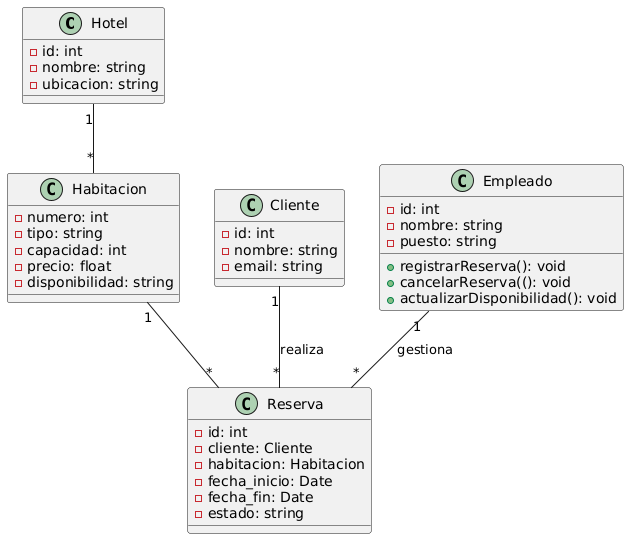 C Hotel
id: int
nombre: string
ubicacion: string
1
*
C Habitacion
numero: int
tipo: string
capacidad: int
precio: float
disponibilidad: string
C Cliente
id: int
nombre: string
email: string
C Empleado
id: int
nombre: string
puesto: string
registrarReserva(): void
cancelarReserva((): void
actualizarDisponibilidad(): void
1
*
1
realiza
*
1
gestiona
*
C Reserva
id: int
cliente: Cliente
habitacion: Habitacion
fecha_inicio: Date
fecha_fin: Date
estado: string